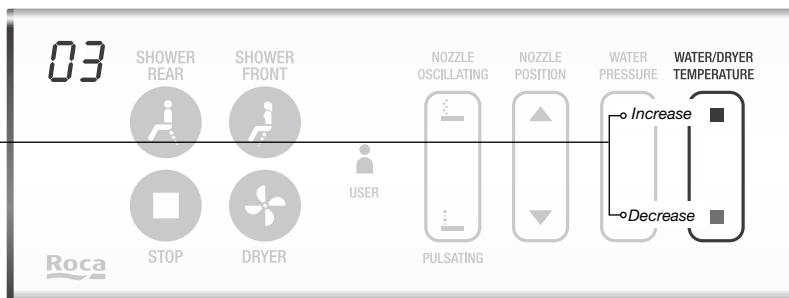 03
SHOWER
REAR
SHOWER
FRONT
NOZZLE
OSCILLATING
NOZZLE
POSITION
WATER
PRESSURE
WATER/DRYER
TEMPERATURE
Increase
USER
Decrease
STOP
DRYER
PULSATING
Roca